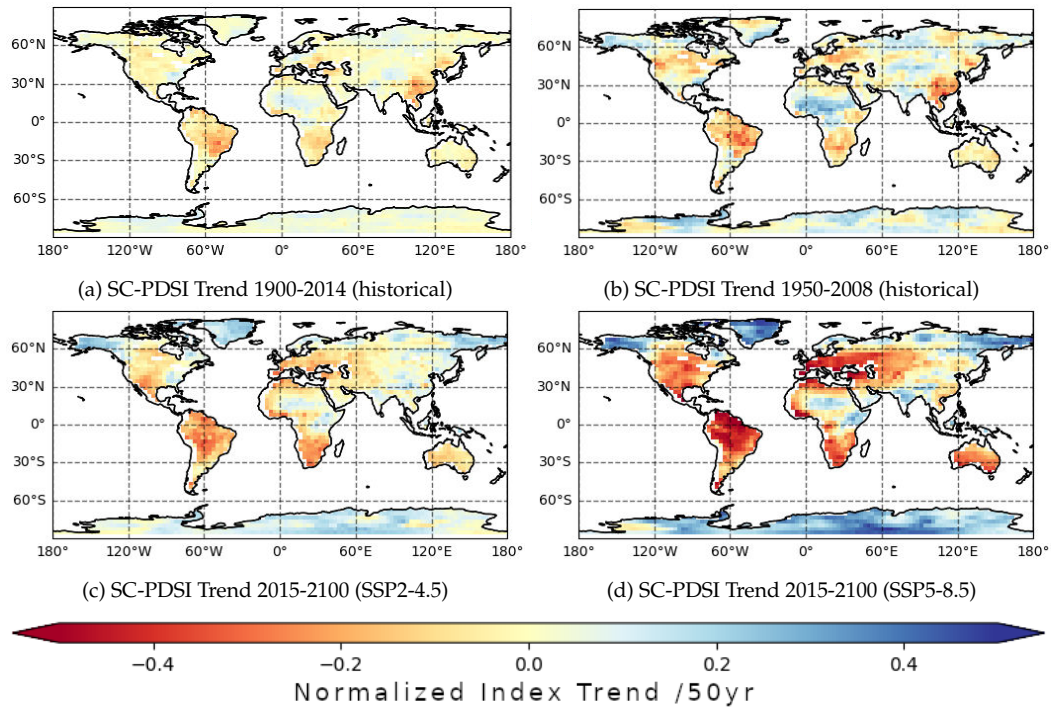 60°N
30°N
0°
30°S
60°S
180° 120°W 60°W 0° 60°E 120°E 180°
(a) SC-PDSI Trend 1900-2014 (historical)
60°N
30°N
0°
30°S
60°S
180° 120°W 60°W 0° 60°E 120°E 180°
(b) SC-PDSI Trend 1950-2008 (historical)
60°N
30°N
0°
30°S
60°S
180° 120°W 60°W 0° 60°E 120°E 180°
(c) SC-PDSI Trend 2015-2100 (SSP2-4.5)
60°N
30°N
0°
30°S
60°S
180° 120°W 60°W 0° 60°E 120°E 180°
(d) SC-PDSI Trend 2015-2100 (SSP5-8.5)
−0.4 −0.2 0.0 0.2 0.4
Normalized Index Trend /50yr